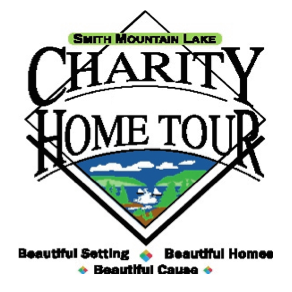 SMITH MOUNTAIN LAKE
CHARITY
HOME TOUR
Beautiful Setting Beautiful Homes
Beautiful Cause